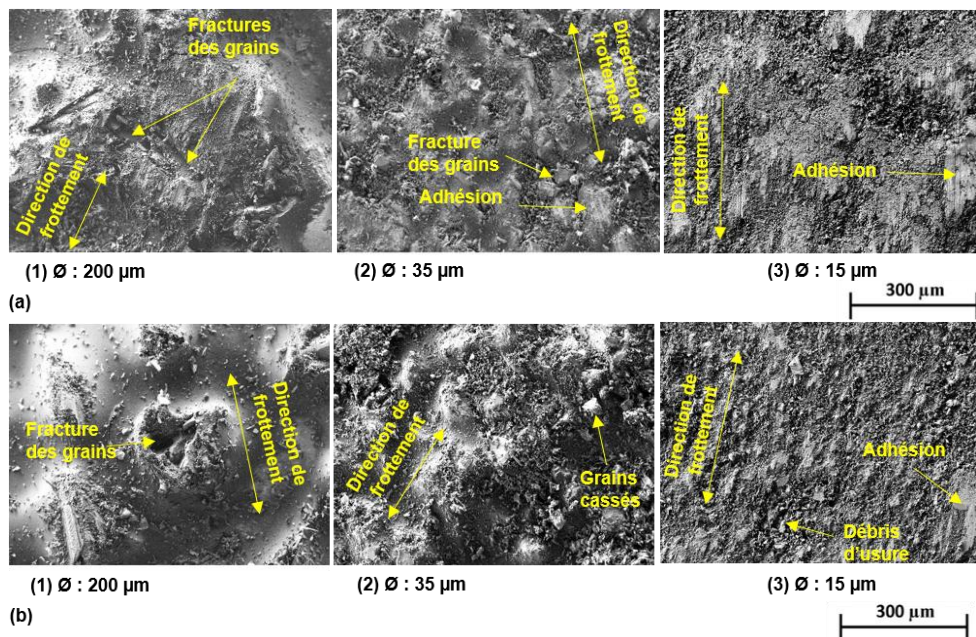 Fractures
des grains
Direction de
frottement
Direction de
frottement
Fracture
des grains
Adhésion
Direction de
frottement
Adhésion
(1) Ø : 200 µm
(2) Ø : 35 µm
(3) Ø : 15 µm
(a)
300 µm
Fracture
des grains
Direction de
frottement
Direction de
frottement
Grains
cassés
Direction de
frottement
Adhésion
Débris
d'usure
(1) Ø : 200 µm
(2) Ø : 35 µm
(3) Ø : 15 µm
(b)
300 µm